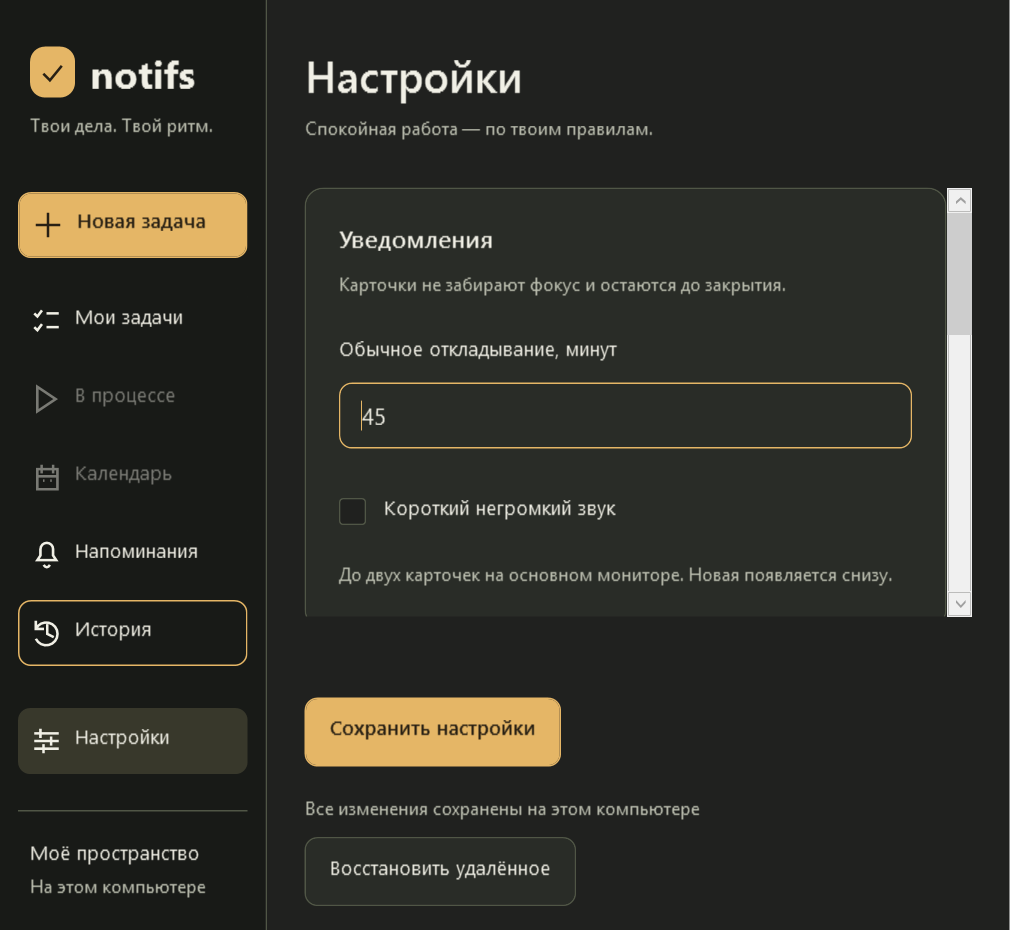 notifs
Твои дела. Твой ритм.
Новая задача
Мои задачи
В процессе
Календарь
Напоминания
История
Настройки
Моё пространство
На этом компьютере
Настройки
Спокойная работа — по твоим правилам.
Уведомления
Карточки не забирают фокус и остаются до закрытия.
Обычное откладывание, минут
45
Короткий негромкий звук
До двух карточек на основном мониторе. Новая появляется снизу.
Сохранить настройки
Все изменения сохранены на этом компьютере
Восстановить удалённое